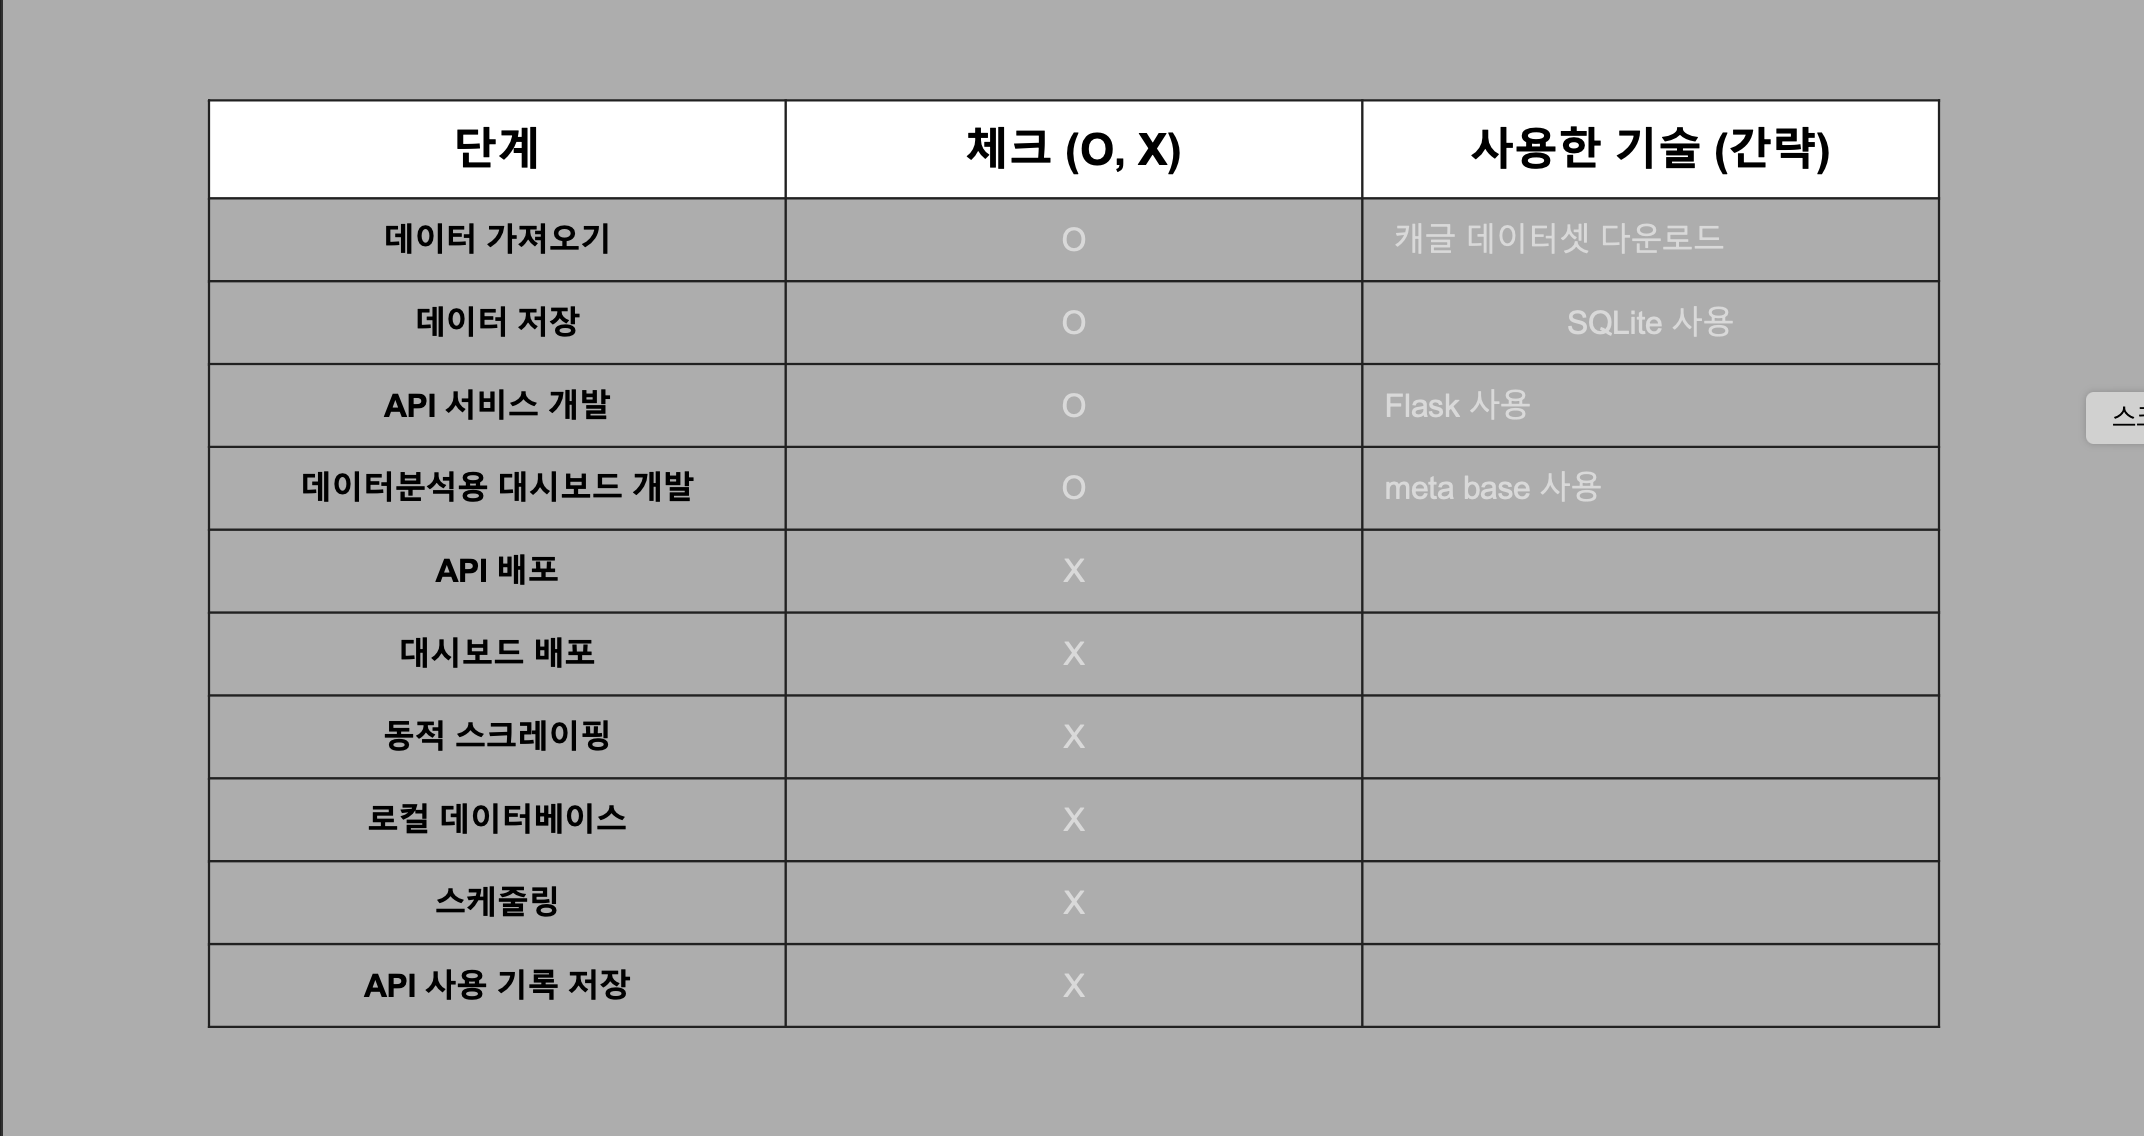 단계 체크 (O, X) 사용한 기술 (간략)
데이터 가져오기 O 캐글 데이터셋 다운로드
데이터 저장 O SQLite 사용
API 서비스 개발 O Flask 사용
데이터분석용 대시보드 개발 O meta base 사용
API 배포 X
대시보드 배포 X
동적 스크레이핑 X
로컬 데이터베이스 X
스케줄링 X
API 사용 기록 저장 X